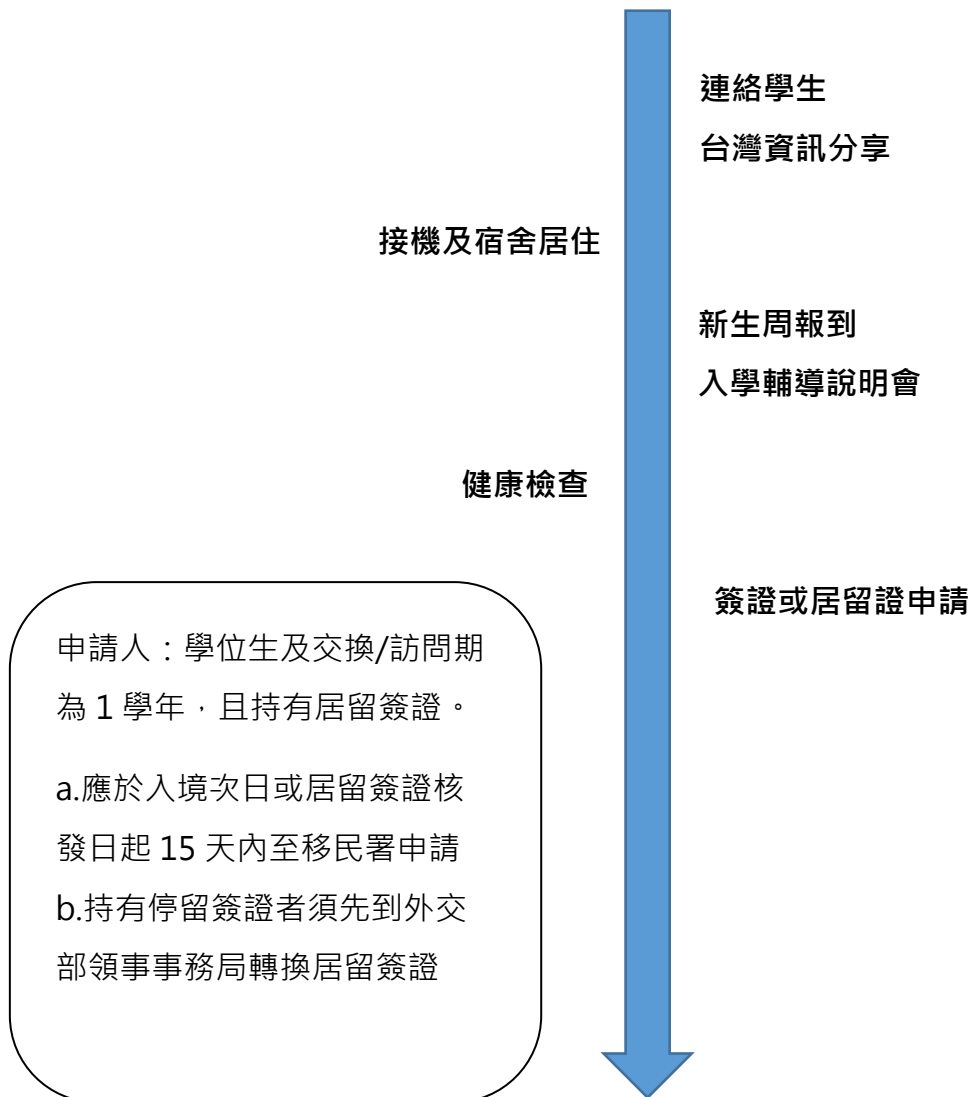 連絡學生
台灣資訊分享
接機及宿舍居住
新生周報到
入學輔導說明會
健康檢查
簽證或居留證申請
申請人：學位生及交換/訪問期
為 1 學年，且持有居留簽證。
a.應於入境次日或居留簽證核
發日起 15 天內至移民署申請
b.持有停留簽證者須先到外交
部領事事務局轉換居留簽證